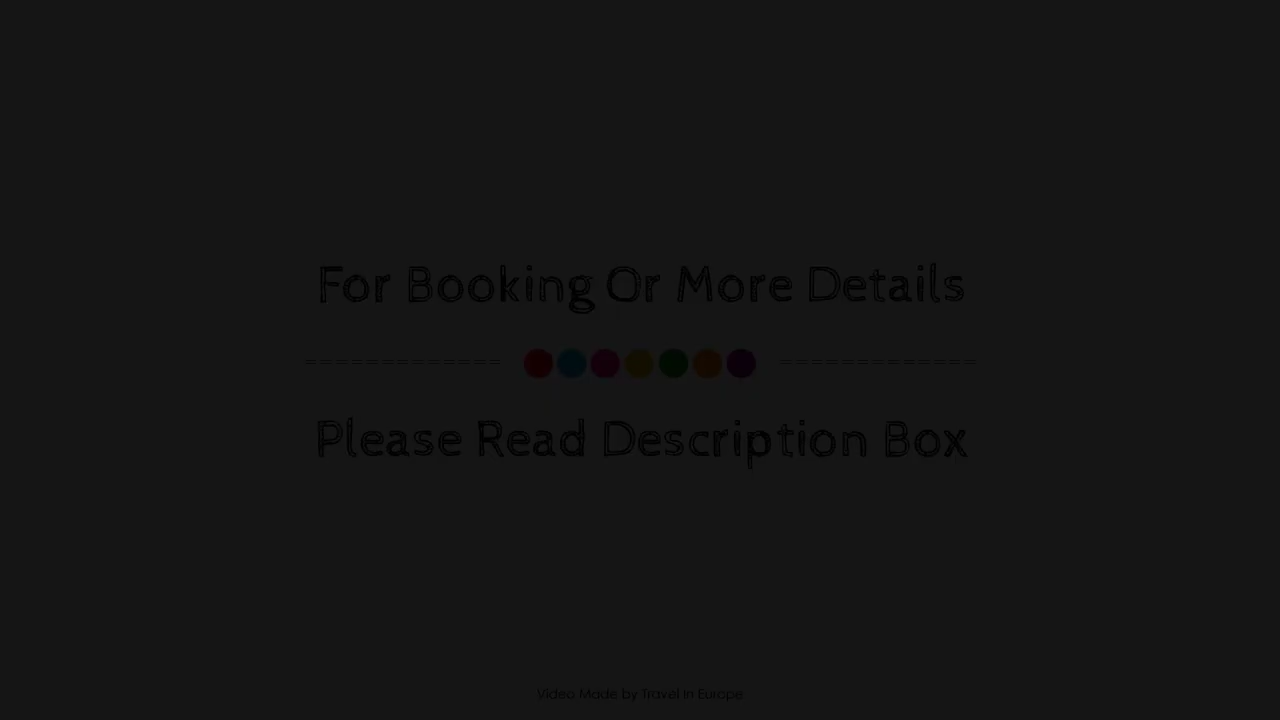 For Booking Or More Details
============= =============
Please Read Description Box
Video Made by Travel In Europe